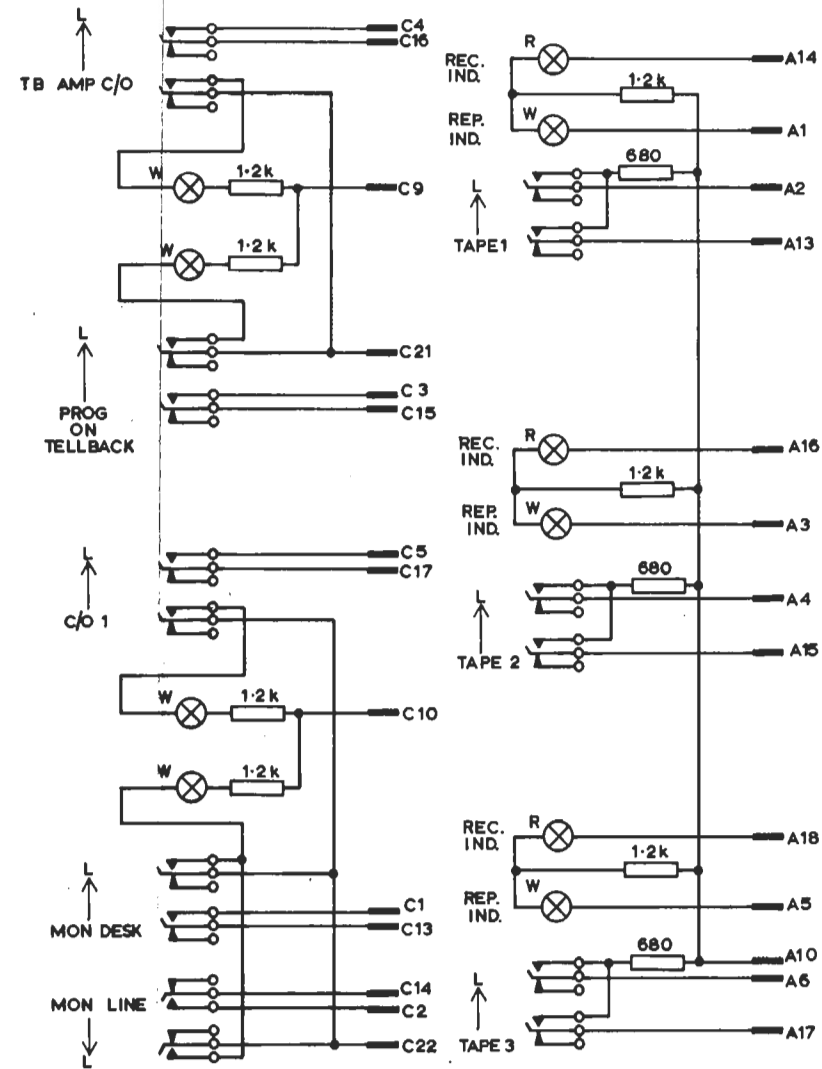 L
C4
C16
TB AMP C/O
W
1·2k
C9
W
1·2k
L
C21
PROG
ON
TELLBACK
C3
C15
L
C5
C17
C/O 1
W
1·2k
C10
W
1·2k
L
MON DESK
C1
C13
MON LINE
C14
C2
L
C22
REC.
IND.
R
A14
1·2k
REP.
IND.
W
A1
680
L
A2
TAPE1
A13
REC.
IND.
R
A16
1·2k
REP.
IND.
W
A3
680
L
A4
TAPE 2
A15
REC.
IND.
R
A18
1·2k
REP.
IND.
W
A5
680
A10
L
A6
TAPE 3
A17